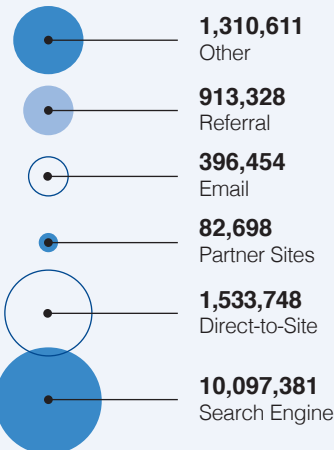 1,310,611
Other
913,328
Referral
396,454
Email
82,698
Partner Sites
1,533,748
Direct-to-Site
10,097,381
Search Engine